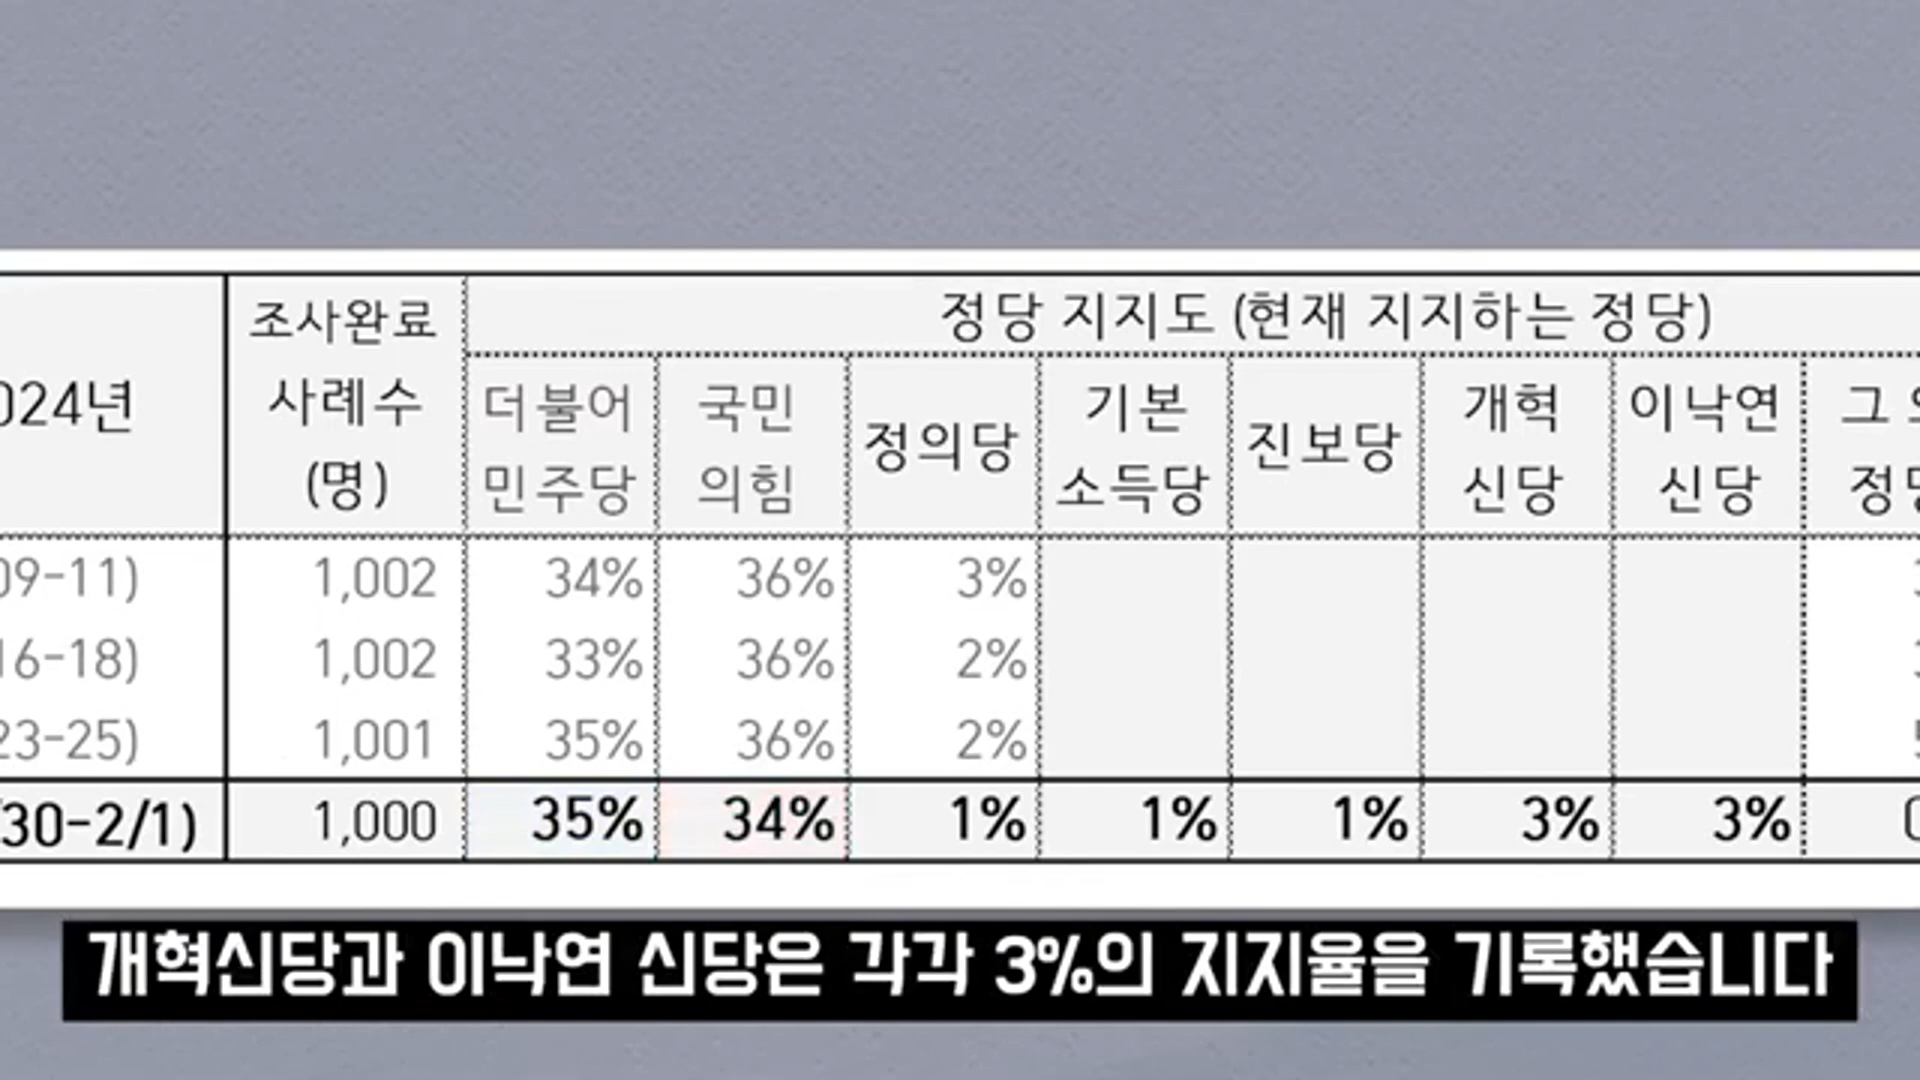 조사완료 정당 지지도 (현재 지지하는 정당)
024년 사례수 (명) 더불어민주당 국민의힘 정의당 기본소득당 진보당 개혁신당 이낙연신당 그
09-11) 1,002 34% 36% 3%
16-18) 1,002 33% 36% 2%
23-25) 1,001 35% 36% 2%
30-2/1) 1,000 35% 34% 1% 1% 1% 3% 3%
개혁신당과 이낙연 신당은 각각 3%의 지지율을 기록했습니다